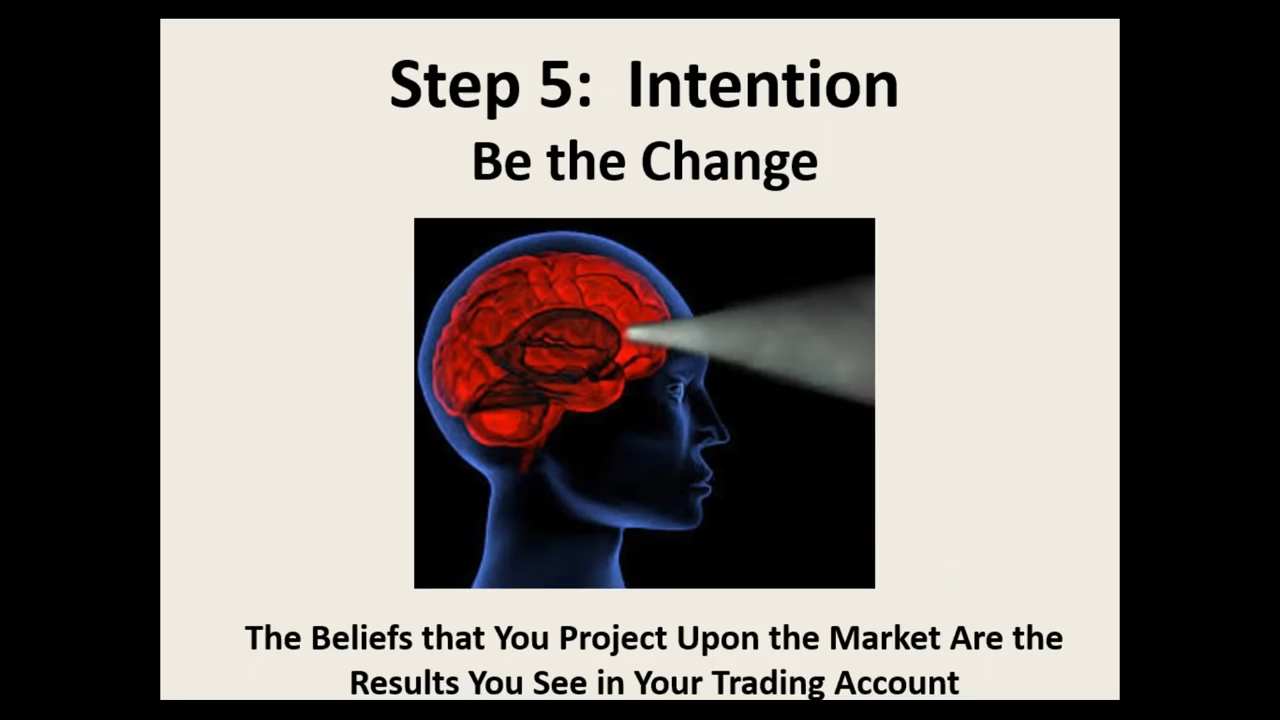 Step 5: Intention
Be the Change
The Beliefs that You Project Upon the Market Are the
Results You See in Your Trading Account